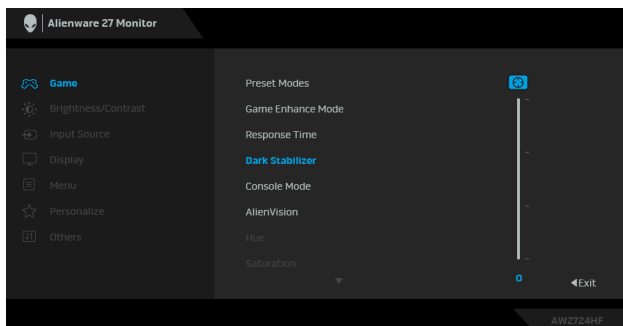 Alienware 27 Monitor
Game
Preset Modes
Brightness/Contrast
Game Enhance Mode
Input Source
Response Time
Display
Dark Stabilizer
Menu
Console Mode
Personalize
AlienVision
Others
Hue
Saturation
0
Exit
AW2724HF